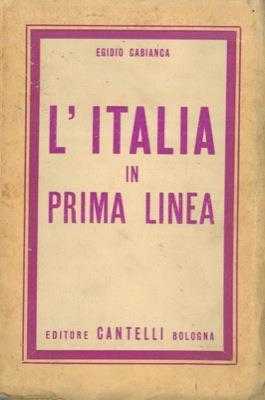 EGIDIO CABIANCA
L'ITALIA
IN
PRIMA LINEA
EDITORE CANTELLI BOLOGNA